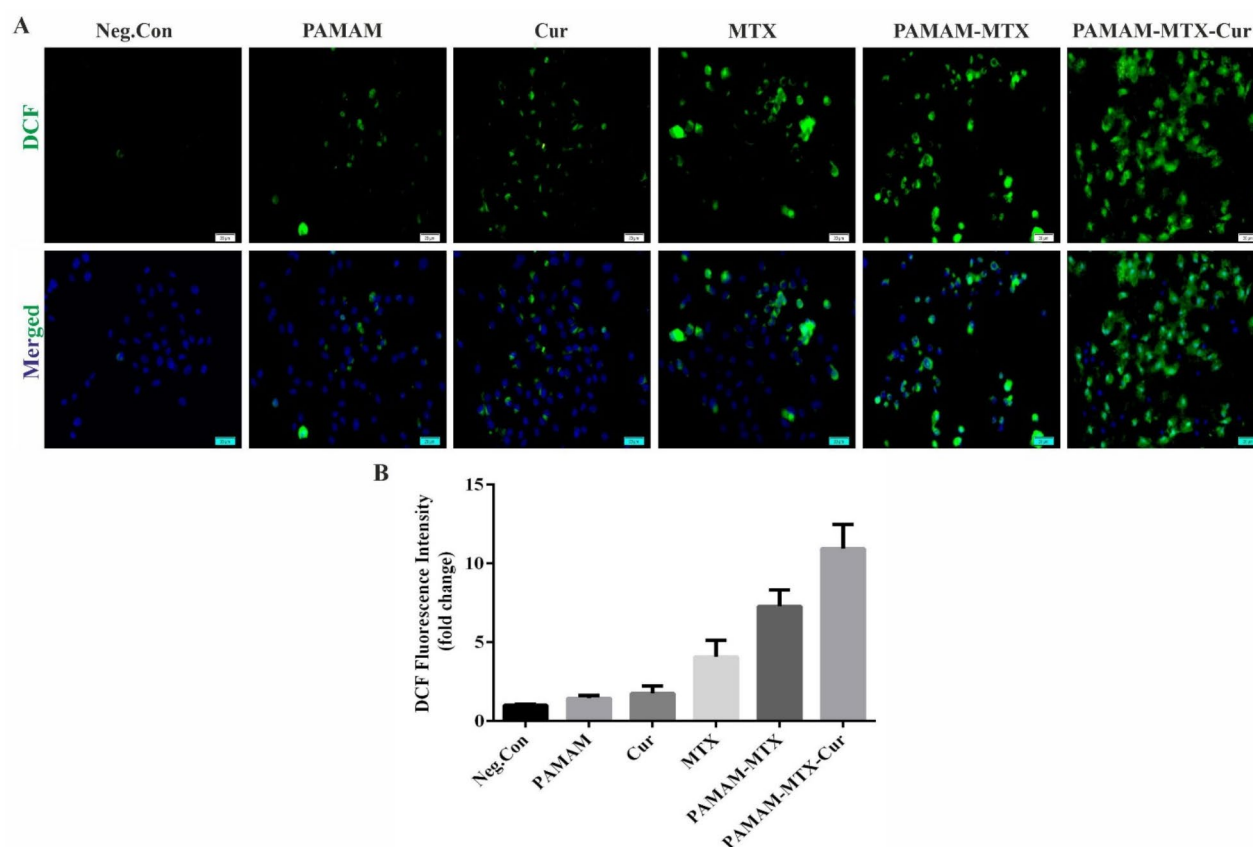 A
Neg.Con PAMAM Cur MTX PAMAM-MTX PAMAM-MTX-Cur
DCF
Merged
B
DCF Fluorescence Intensity
(fold change)
15
10
5
0
Neg.Con PAMAM Cur MTX PAMAM-MTX PAMAM-MTX-Cur